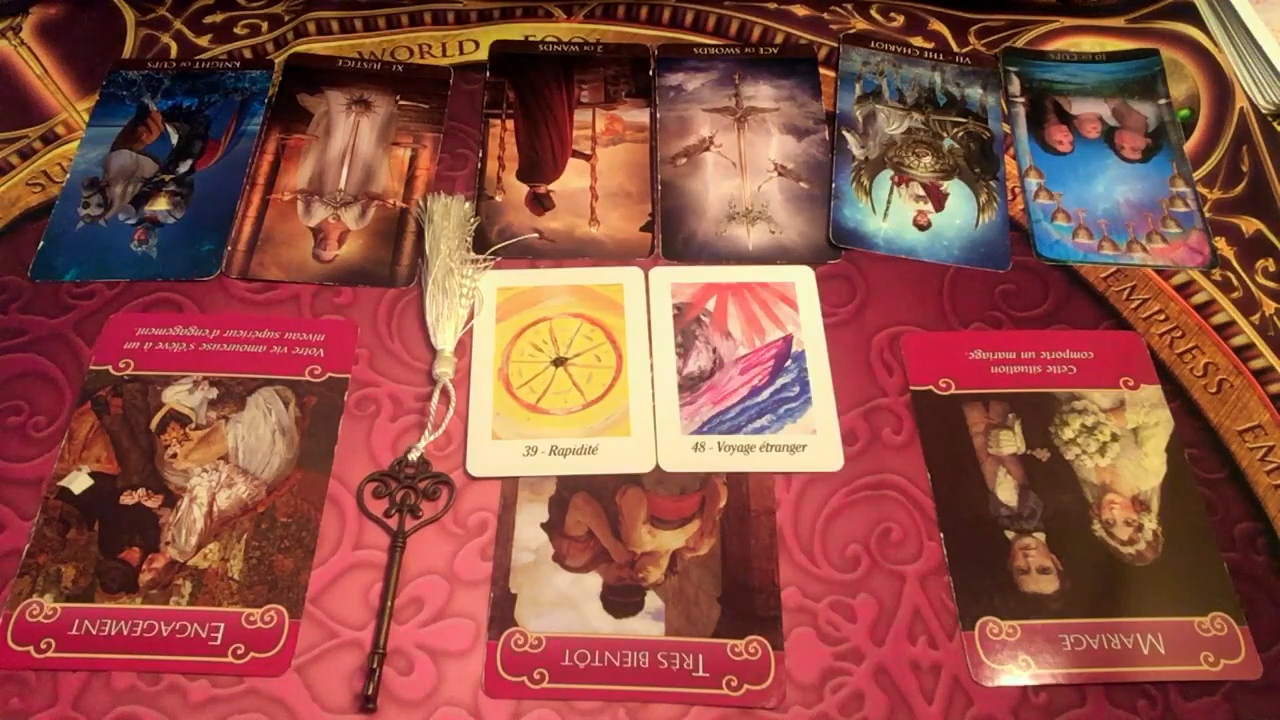 WORLD
KNIGHT OF CUPS
XI - JUSTICE
2 OF WANDS
ACE OF SWORDS
VII - THE CHARIOT
10 OF CUPS
SU
EMPRESS
EM
Votre vie amoureuse s'élève à un
niveau supérieur d'engagement.
ENGAGEMENT
39 - Rapidité
48 - Voyage étranger
TRÈS BIENTÔT
Cette situation
comporte un mariage.
MARIAGE